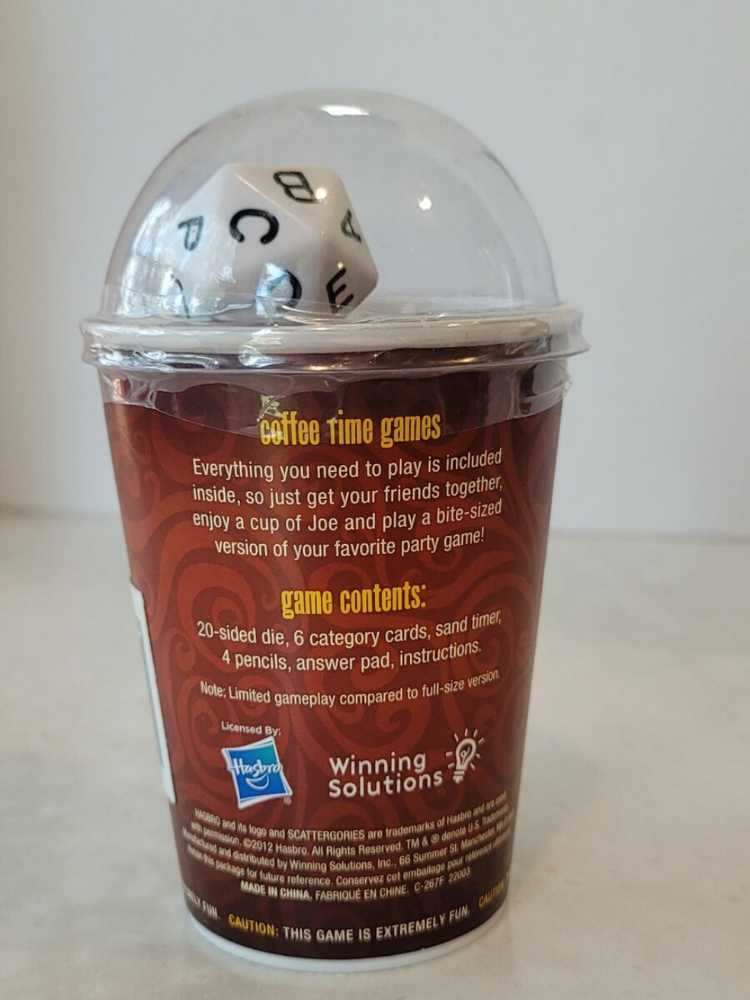 B
P C A
C E
coffee Time games
Everything you need to play is included
inside, so just get your friends together,
enjoy a cup of Joe and play a bite-sized
version of your favorite party game!
game contents:
20-sided die, 6 category cards, sand timer,
4 pencils, answer pad, instructions.
Note: Limited gameplay compared to full-size version.
Licensed By:
Hasbro
®
Winning
Solutions
HASBRO and its logo and SCATTERGORIES are trademarks of Hasbro and are used
with permission. ©2012 Hasbro. All Rights Reserved. TM & ® denote U.S. Trademarks.
Manufactured and distributed by Winning Solutions, Inc., 66 Summer St. Manchester,
Retain this package for future reference. Conservez cet emballage pour référence
MADE IN CHINA. FABRIQUÉ EN CHINE. C-267F 22003
FUN. CAUTION: THIS GAME IS EXTREMELY FUN. CAUTION